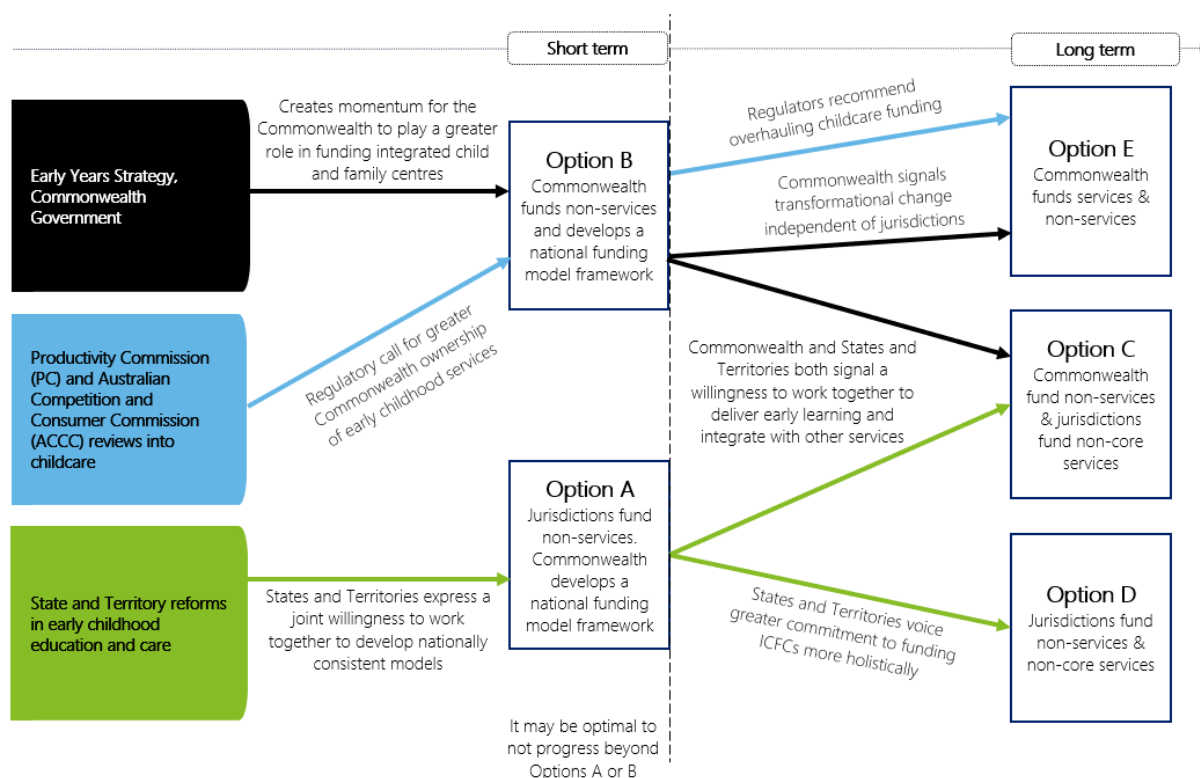 Short term
Long term
Early Years Strategy,
Commonwealth
Government
Creates momentum for the
Commonwealth to play a greater
role in funding integrated child
and family centres
Option B
Commonwealth
funds non-services
and develops a
national funding
model framework
Regulators recommend
overhauling childcare funding
Commonwealth signals
transformational change
independent of jurisdictions
Option E
Commonwealth
funds services &
non-services
Productivity Commission
(PC) and Australian
Competition and
Consumer Commission
(ACCC) reviews into
childcare
Regulatory call for greater
Commonwealth ownership
of early childhood services
Commonwealth and States and
Territories both signal a
willingness to work together to
deliver early learning and
integrate with other services
Option C
Commonwealth
fund non-services
& jurisdictions
fund non-core
services
State and Territory reforms
in early childhood
education and care
States and Territories express a
joint willingness to work
together to develop nationally
consistent models
Option A
Jurisdictions fund
non-services.
Commonwealth
develops a
national funding
model framework
States and Territories voice
greater commitment to funding
ICFCs more holistically
Option D
Jurisdictions fund
non-services &
non-core services
It may be optimal to
not progress beyond
Options A or B